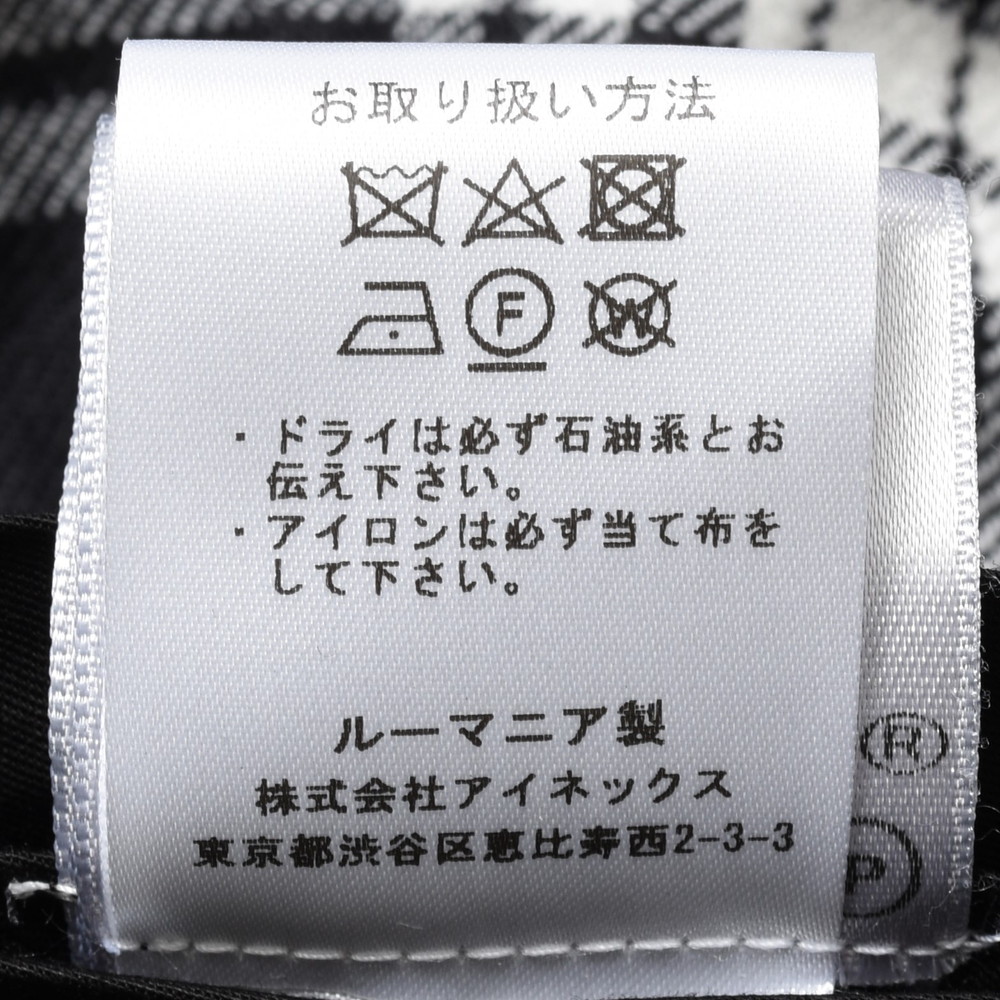 お取り扱い方法
F
W
・ドライは必ず石油系とお
伝え下さい。
・アイロンは必ず当て布を
して下さい。
ルーマニア製
株式会社アイネックス
東京都渋谷区恵比寿西2-3-3
R
P